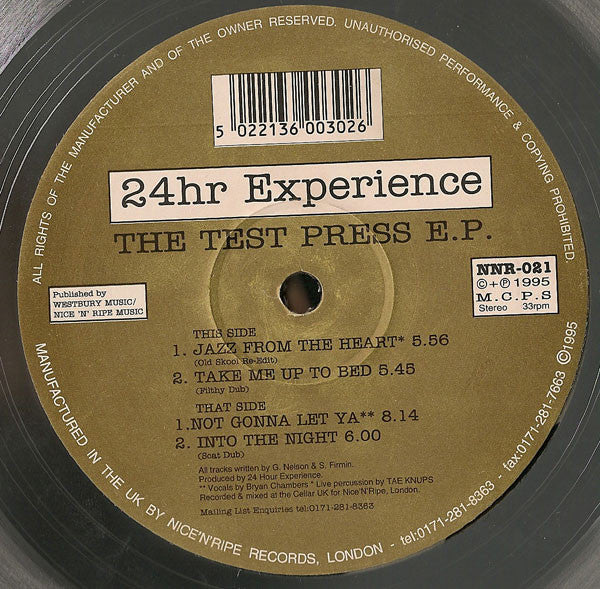 ALL RIGHTS OF THE MANUFACTURER AND OF THE OWNER RESERVED. UNAUTHORISED PERFORMANCE & COPYING PROHIBITED.
5 022136 003026
24hr Experience
THE TEST PRESS E.P.
Published by
WESTBURY MUSIC/
NICE 'N' RIPE MUSIC
NNR-021
©+℗1995
M.C.P.S
Stereo 33rpm
THIS SIDE
1. JAZZ FROM THE HEART* 5.56
(Old Skool Re-Edit)
2. TAKE ME UP TO BED 5.45
(Filthy Dub)
THAT SIDE
1.NOT GONNA LET YA** 8.14
2. INTO THE NIGHT 6.00
(Scat Dub)
All tracks written by G. Nelson & S. Firmin.
Produced by 24 Hour Experience.
** Vocals by Bryan Chambers * Live percussion by TAE KNUPS
Recorded & mixed at the Cellar UK for Nice'N'Ripe, London.
Mailing List Enquiries tel:0171-281-8363
MANUFACTURED IN THE UK BY NICE'N'RIPE RECORDS, LONDON - tel:0171-281-8363 - fax:0171-281-7663 ©1995